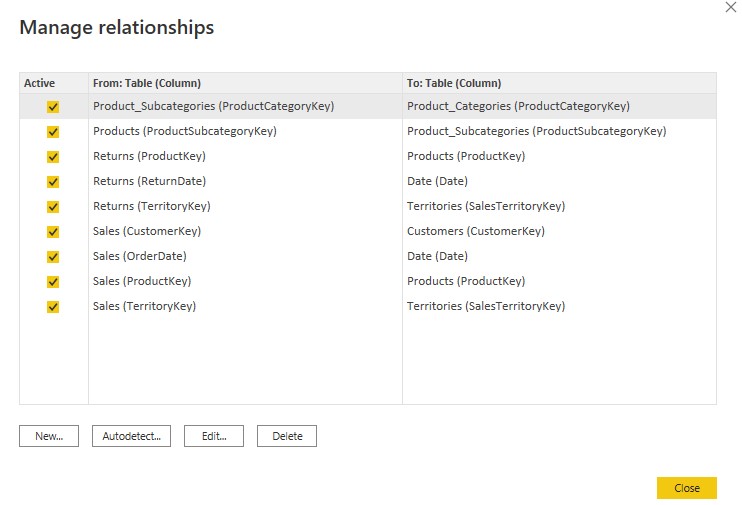 Manage relationships
Active From: Table (Column) To: Table (Column)
Product_Subcategories (ProductCategoryKey) Product_Categories (ProductCategoryKey)
Products (ProductSubcategoryKey) Product_Subcategories (ProductSubcategoryKey)
Returns (ProductKey) Products (ProductKey)
Returns (ReturnDate) Date (Date)
Returns (TerritoryKey) Territories (SalesTerritoryKey)
Sales (CustomerKey) Customers (CustomerKey)
Sales (OrderDate) Date (Date)
Sales (ProductKey) Products (ProductKey)
Sales (TerritoryKey) Territories (SalesTerritoryKey)
New... Autodetect... Edit... Delete
Close